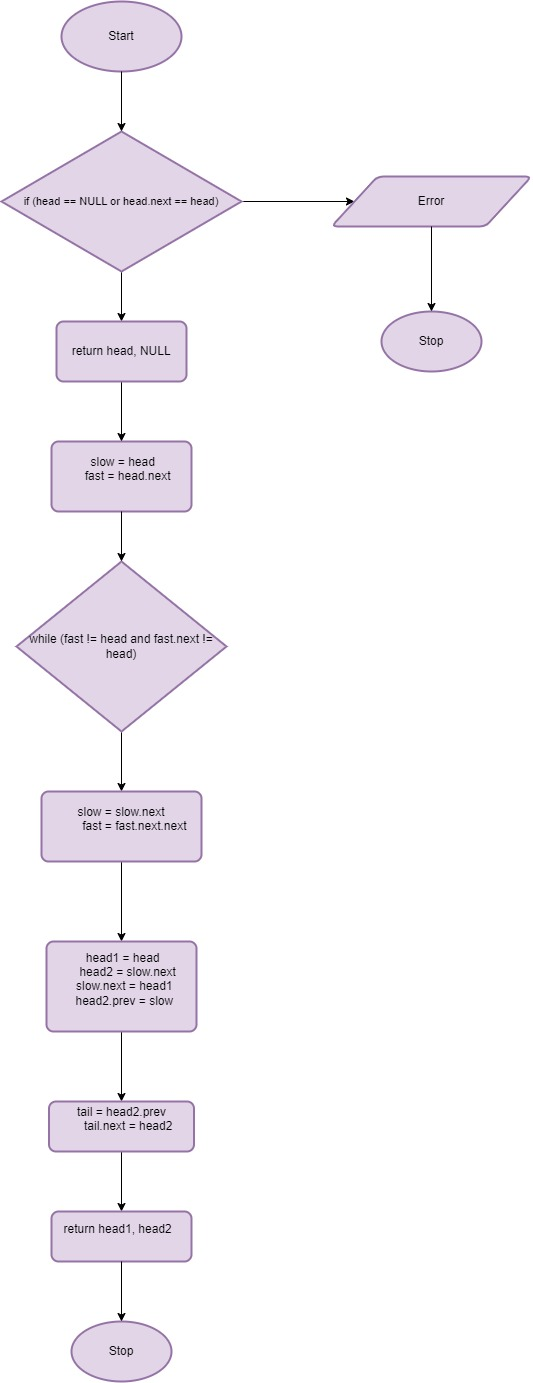 Start
if (head == NULL or head.next == head)
Error
return head, NULL
Stop
slow = head
fast = head.next
while (fast != head and fast.next !=
head)
slow = slow.next
fast = fast.next.next
head1 = head
head2 = slow.next
slow.next = head1
head2.prev = slow
tail = head2.prev
tail.next = head2
return head1, head2
Stop